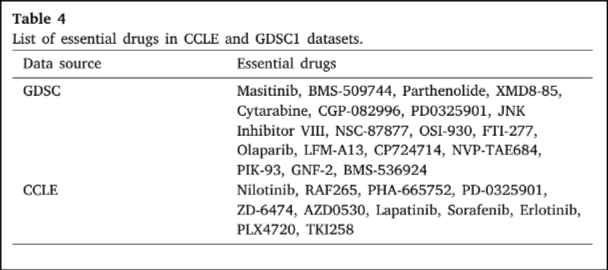 Table 4
List of essential drugs in CCLE and GDSC1 datasets.
Data source Essential drugs
GDSC Masitinib, BMS-509744, Parthenolide, XMD8-85,
Cytarabine, CGP-082996, PD0325901, JNK
Inhibitor VIII, NSC-87877, OSI-930, FTI-277,
Olaparib, LFM-A13, CP724714, NVP-TAE684,
PIK-93, GNF-2, BMS-536924
CCLE Nilotinib, RAF265, PHA-665752, PD-0325901,
ZD-6474, AZD0530, Lapatinib, Sorafenib, Erlotinib,
PLX4720, TKI258